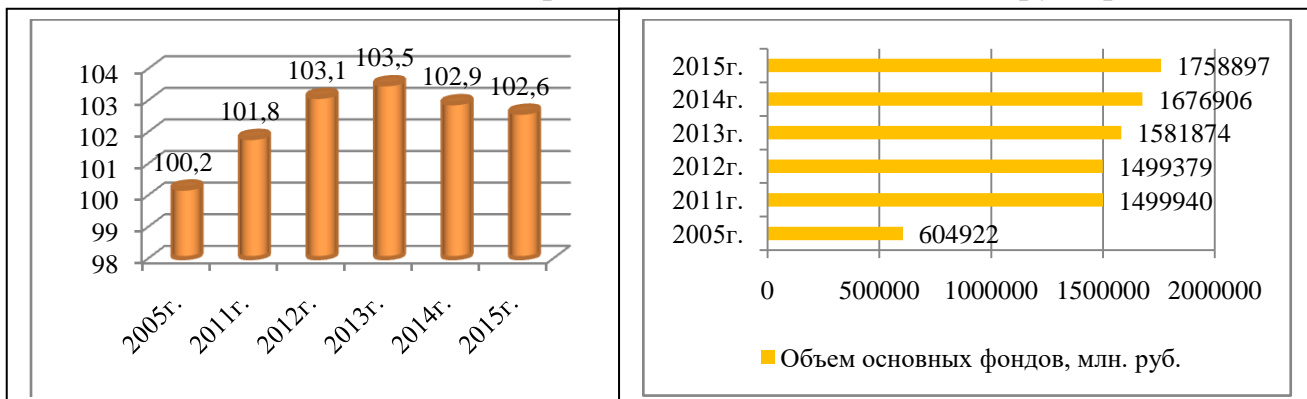 104
103
102
101
100
99
98
100,2
101,8
103,1
103,5
102,9
102,6
2005г.
2011г.
2012г.
2013г.
2014г.
2015г.
2015г.
1758897
2014г.
1676906
2013г.
1581874
2012г.
1499379
2011г.
1499940
2005г.
604922
0 500000 1000000 1500000 2000000
Объем основных фондов, млн. руб.